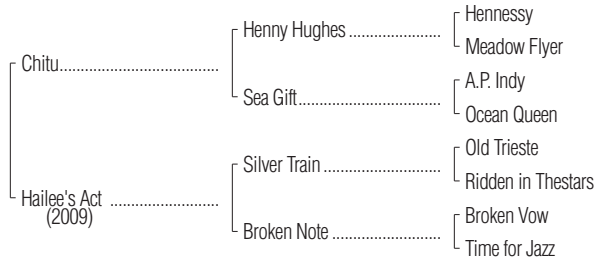 Hennessy
Henny Hughes ....................
Meadow Flyer
Chitu...................................
A.P. Indy
Sea Gift...............................
Ocean Queen
Old Trieste
Silver Train .........................
Ridden in Thestars
Hailee's Act ........................
(2009)
Broken Vow
Broken Note .......................
Time for Jazz